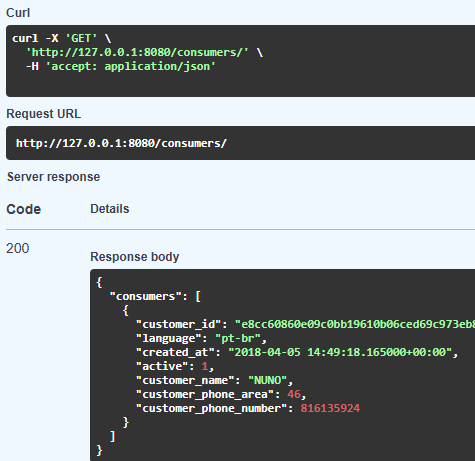 Curl
curl -X 'GET' \
'http://127.0.0.1:8080/consumers/' \
-H 'accept: application/json'
Request URL
http://127.0.0.1:8080/consumers/
Server response
Code Details
200
Response body
{
"consumers": [
{
"customer_id": "e8cc60860e09c0bb19610b06ced69c973eb8
"language": "pt-br",
"created_at": "2018-04-05 14:49:18.165000+00:00",
"active": 1,
"customer_name": "NUNO",
"customer_phone_area": 46,
"customer_phone_number": 816135924
}
]
}